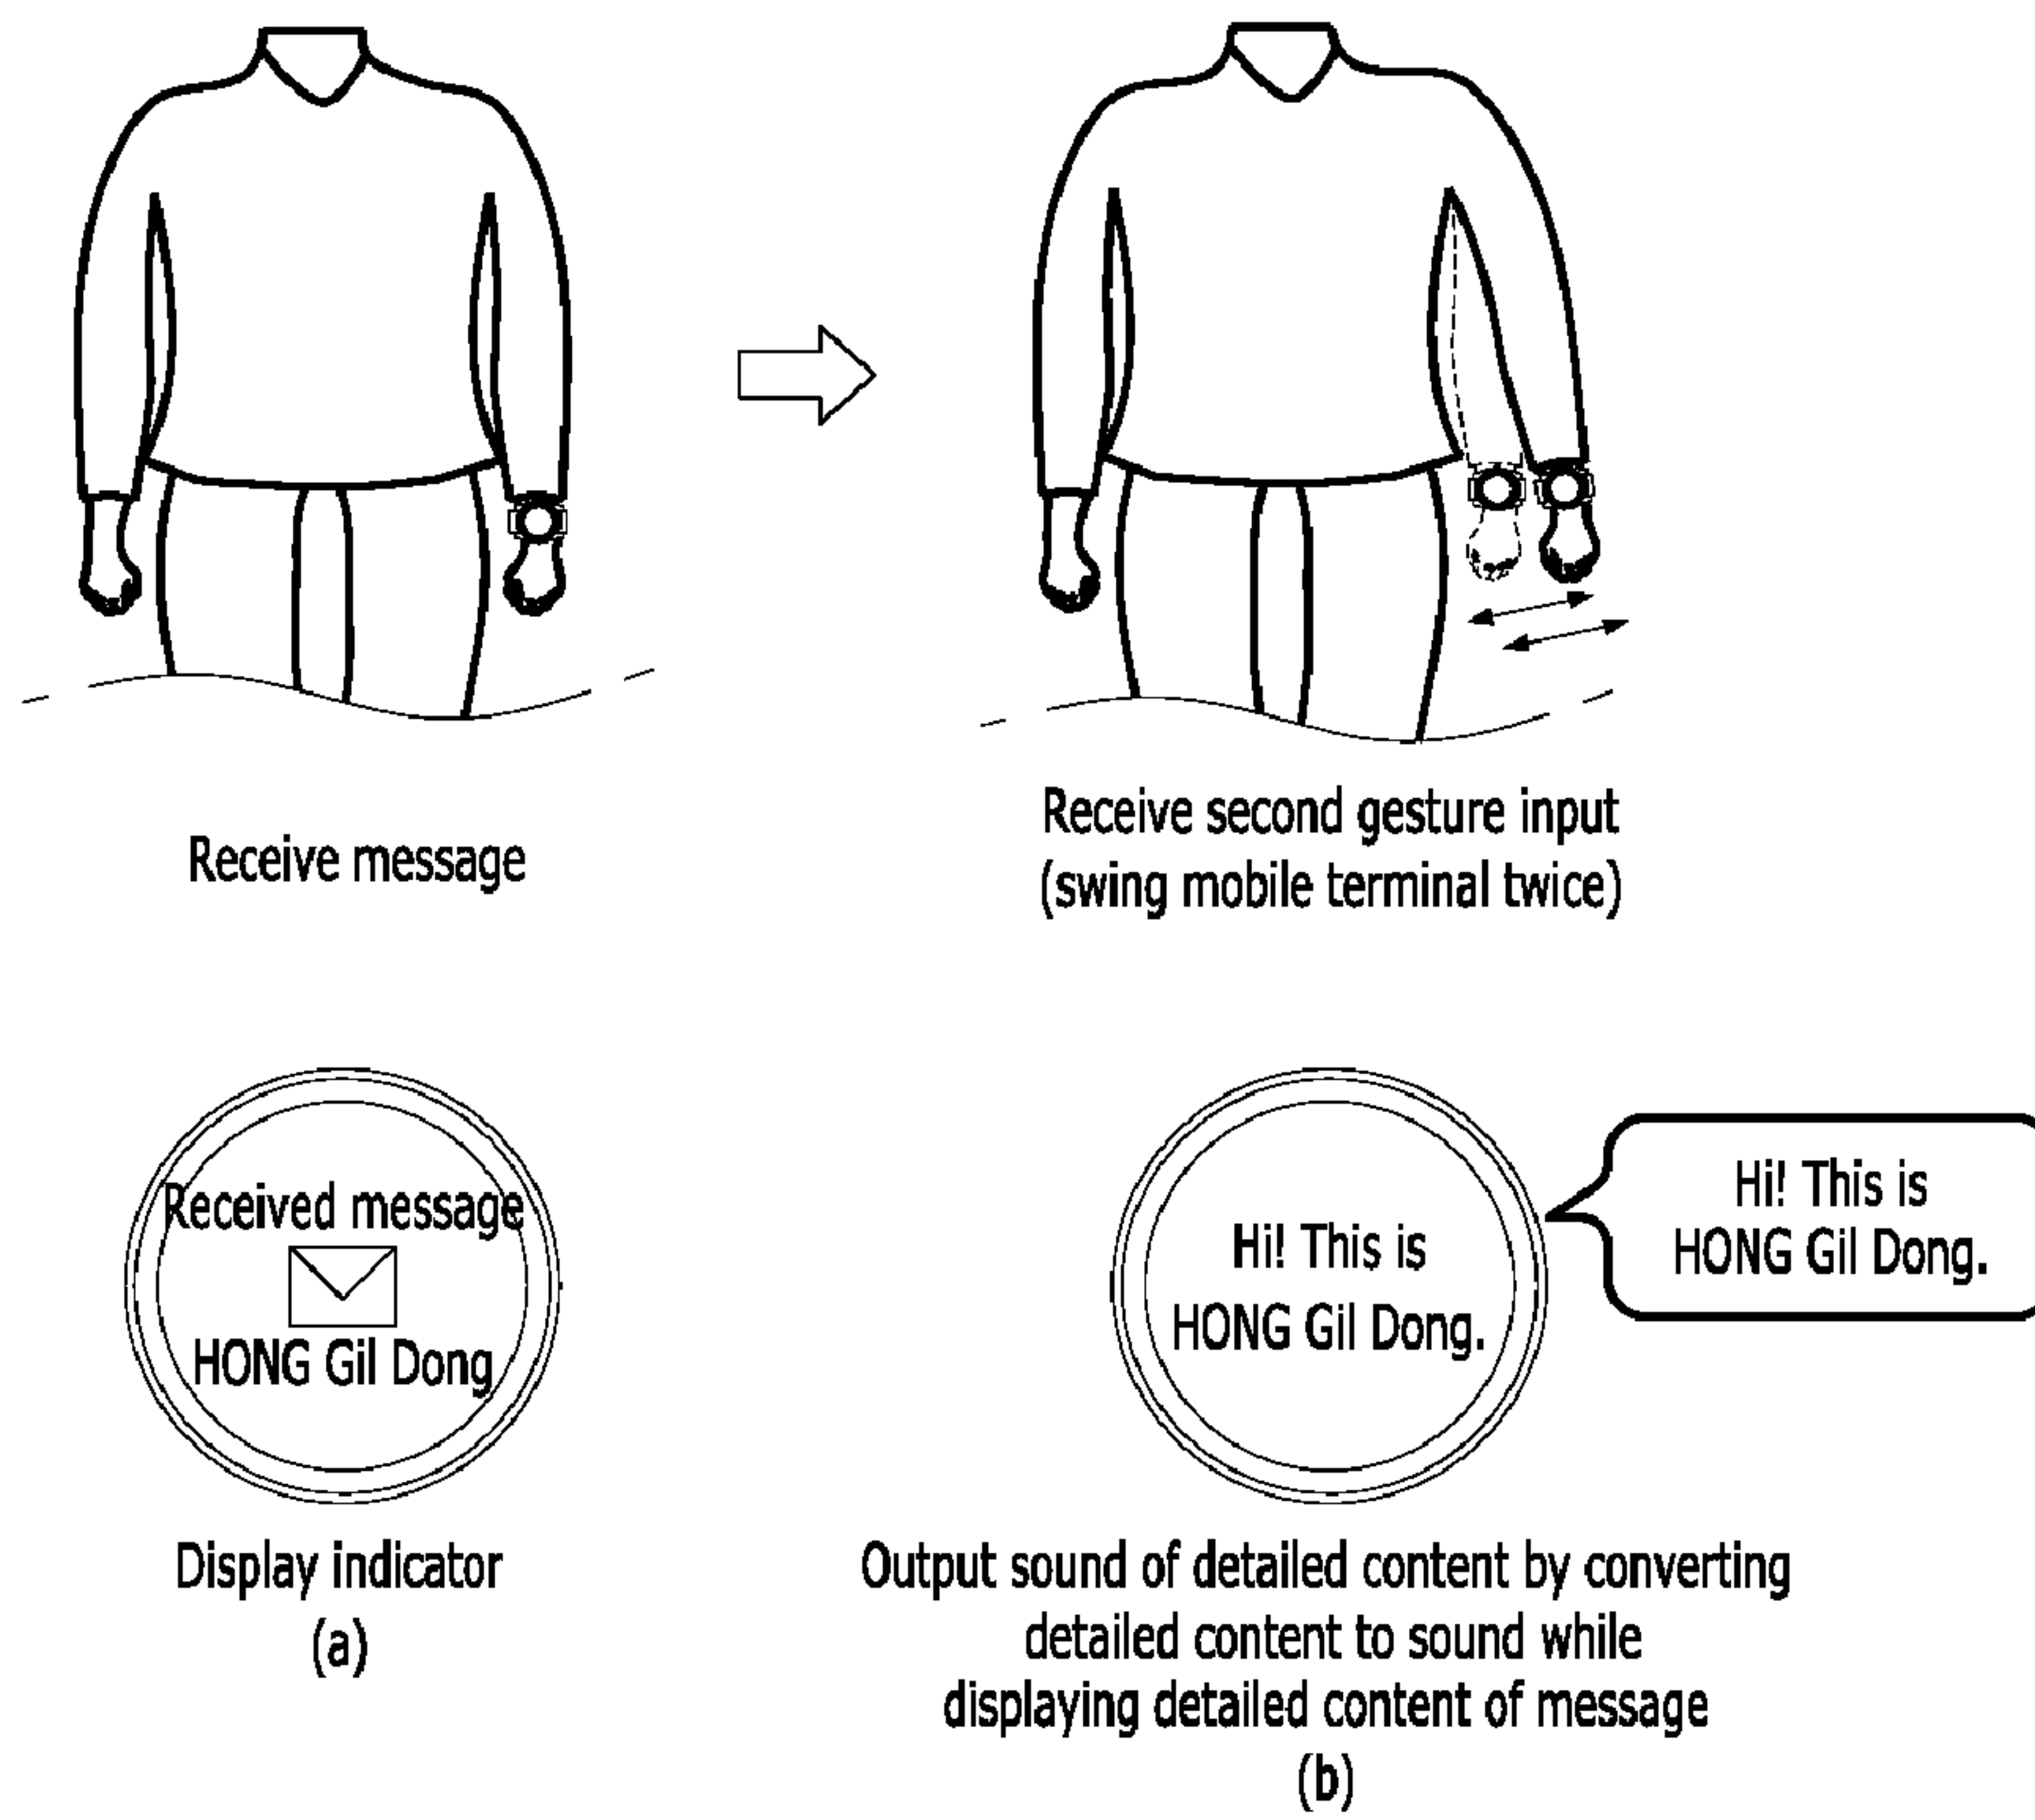 Receive message
Receive second gesture input
(swing mobile terminal twice)
Received message
HONG Gil Dong
Display indicator
(a)
Hi! This is
HONG Gil Dong.
Hi! This is
HONG Gil Dong.
Output sound of detailed content by converting
detailed content to sound while
displaying detailed content of message
(b)